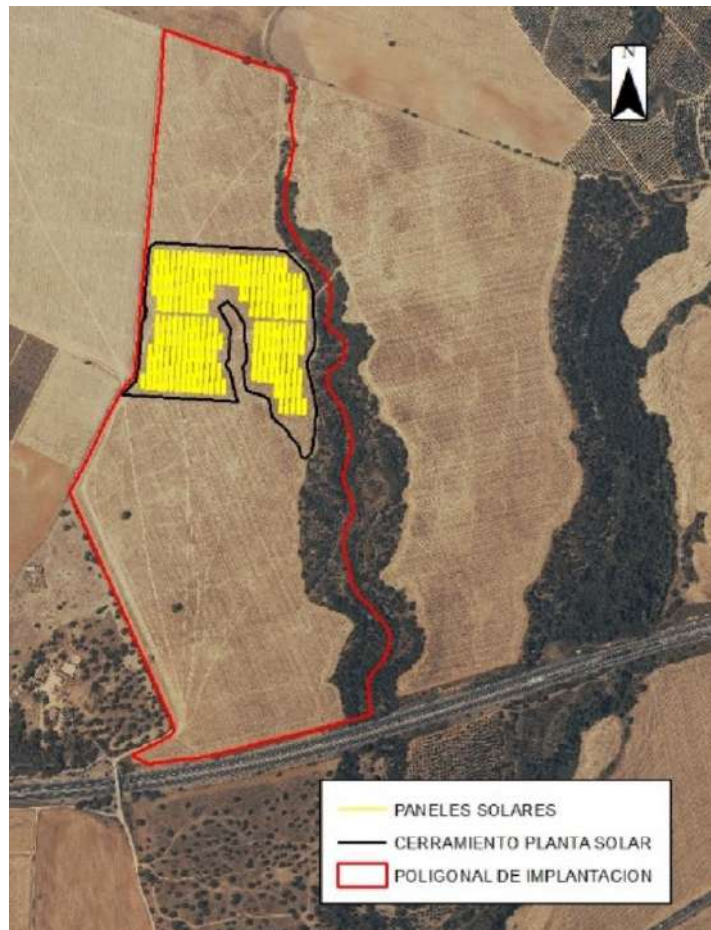 N
PANELES SOLARES
CERRAMIENTO PLANTA SOLAR
POLIGONAL DE IMPLANTACION